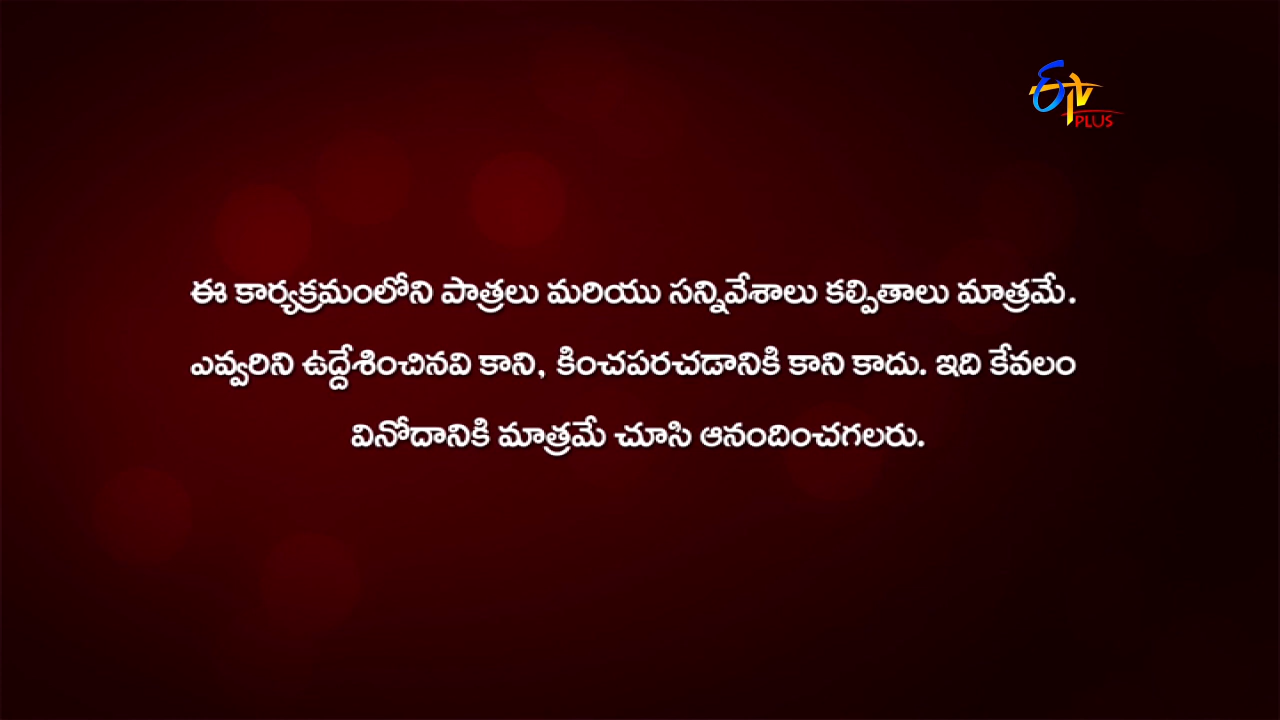 ETV
PLUS
ఈ కార్యక్రమంలోని పాత్రలు మరియు సన్నివేశాలు కల్పితాలు మాత్రమే.
ఎవ్వరిని ఉద్దేశించినవి కాని, కించపరచడానికి కాని కాదు. ఇది కేవలం
వినోదానికి మాత్రమే చూసి ఆనందించగలరు.